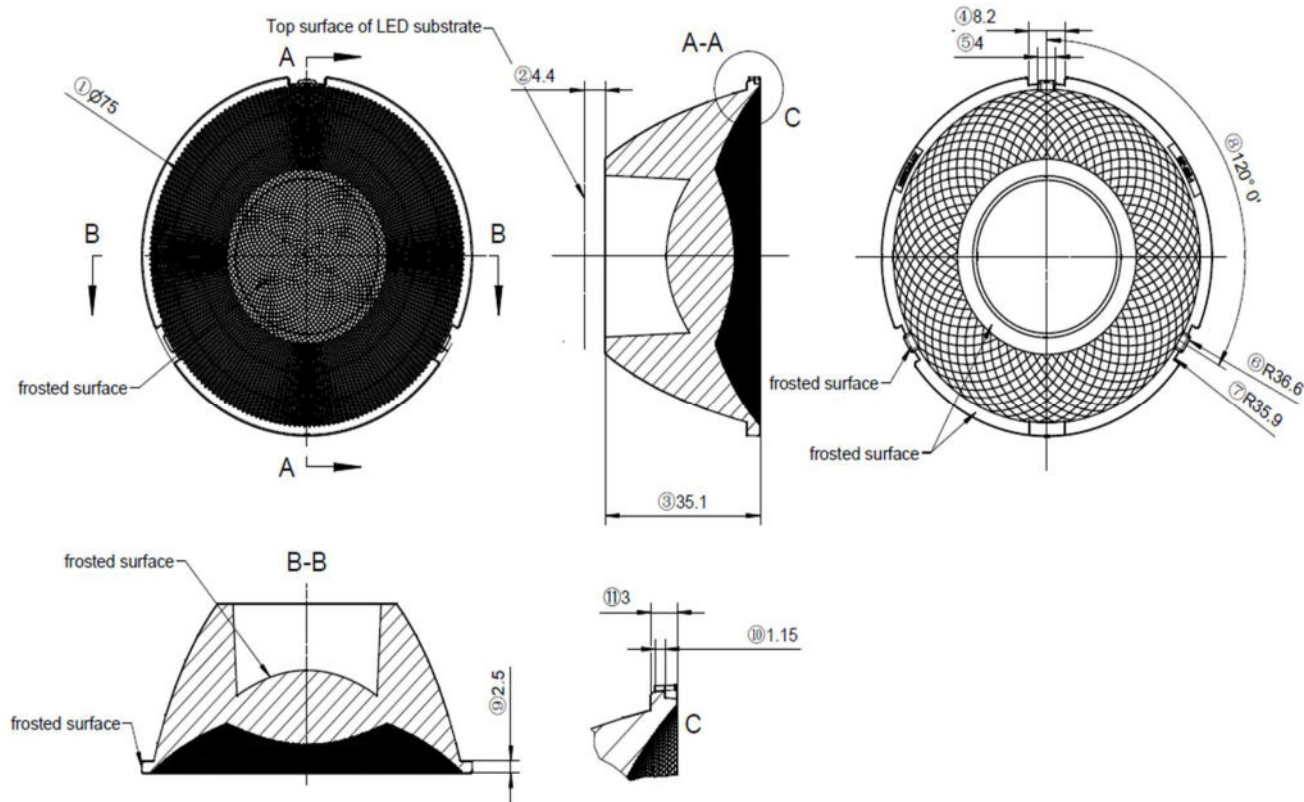 Top surface of LED substrate
A
A-A
④8.2
⑤4
①Ø75
②4.4
C
⑧120° 0'
B
B
frosted surface
frosted surface
⑥R36.6
⑦R35.9
frosted surface
A
③35.1
frosted surface
B-B
⑪3
⑩1.15
⑨2.5
frosted surface
C